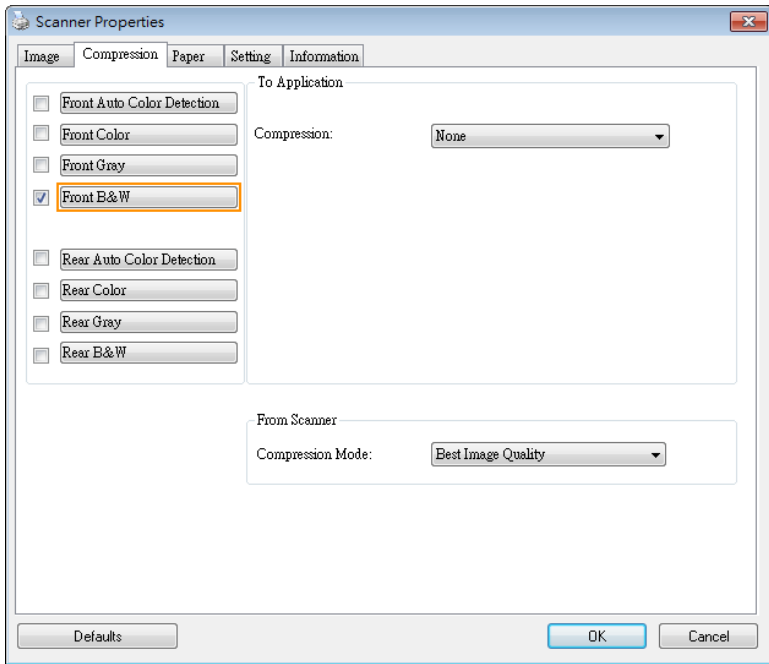 Scanner Properties
Image Compression Paper Setting Information
Front Auto Color Detection
Front Color
Front Gray
Front B&W
Rear Auto Color Detection
Rear Color
Rear Gray
Rear B&W
To Application
Compression: None
From Scanner
Compression Mode: Best Image Quality
Defaults OK Cancel